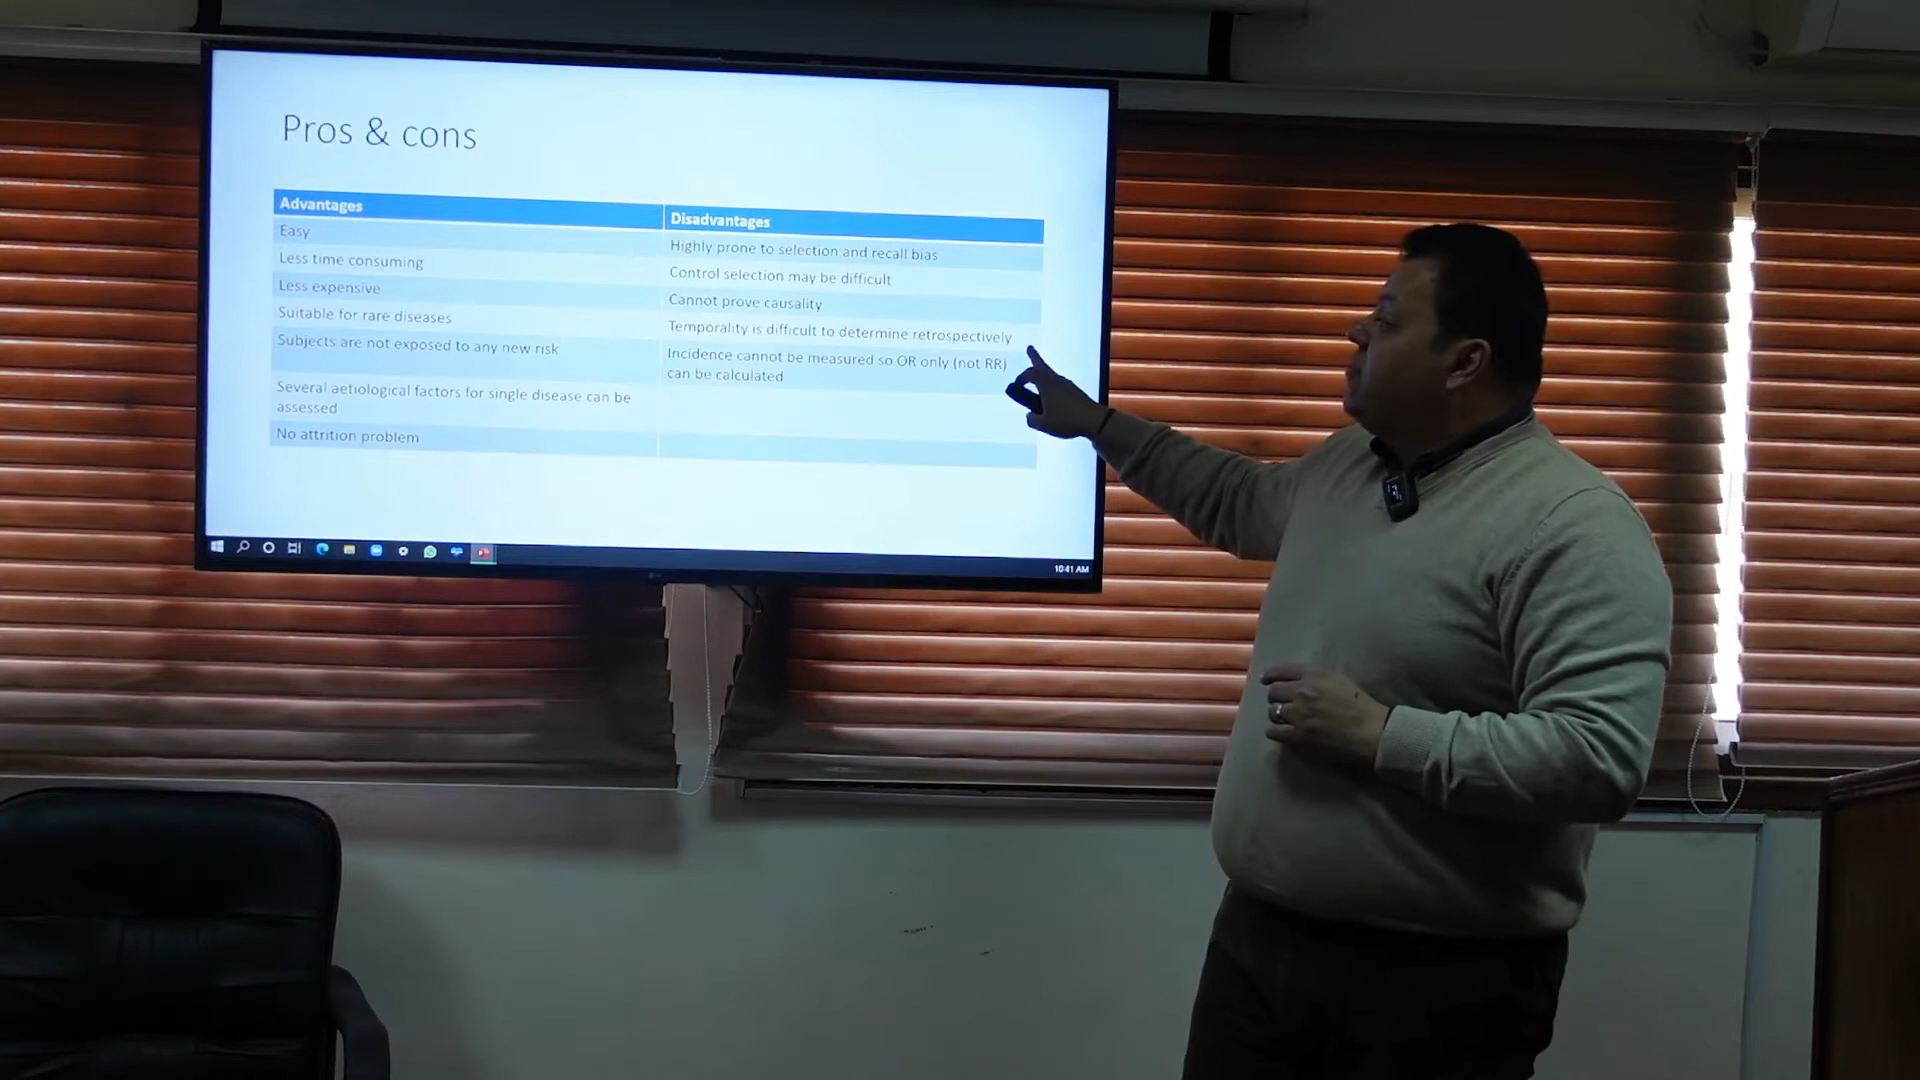 Pros & cons
Advantages
Disadvantages
Easy
Highly prone to selection and recall bias
Less time consuming
Control selection may be difficult
Less expensive
Cannot prove causality
Suitable for rare diseases
Temporality is difficult to determine retrospectively
Subjects are not exposed to any new risk
Incidence cannot be measured so OR only (not RR)
can be calculated
Several aetiological factors for single disease can be
assessed
No attrition problem
10:41 AM